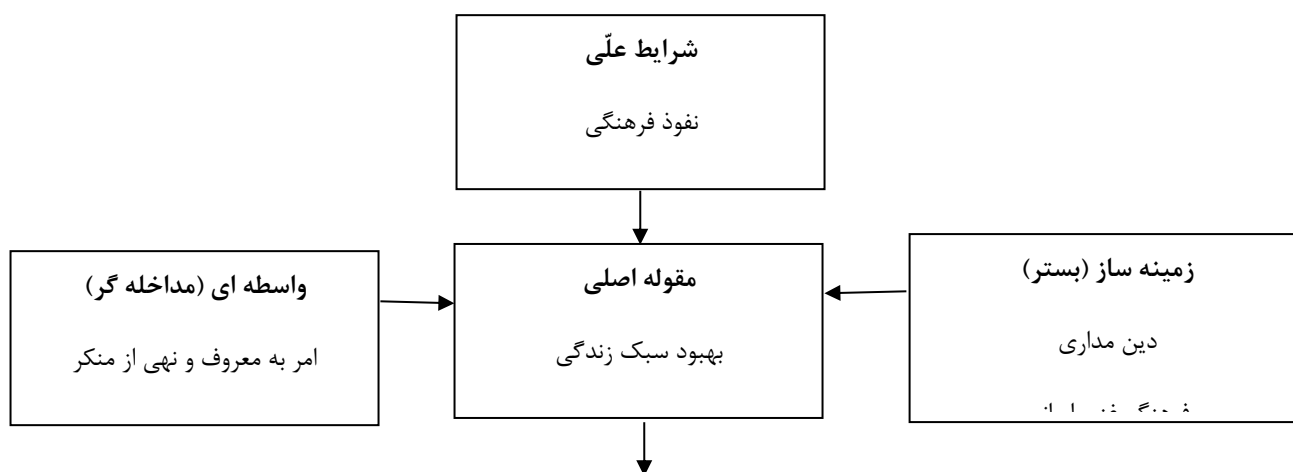 شرایط علّی
نفوذ فرهنگی
زمینه ساز (بستر)
دین مداری
مقوله اصلی
بهبود سبک زندگی
واسطه ای (مداخله گر)
امر به معروف و نهی از منکر